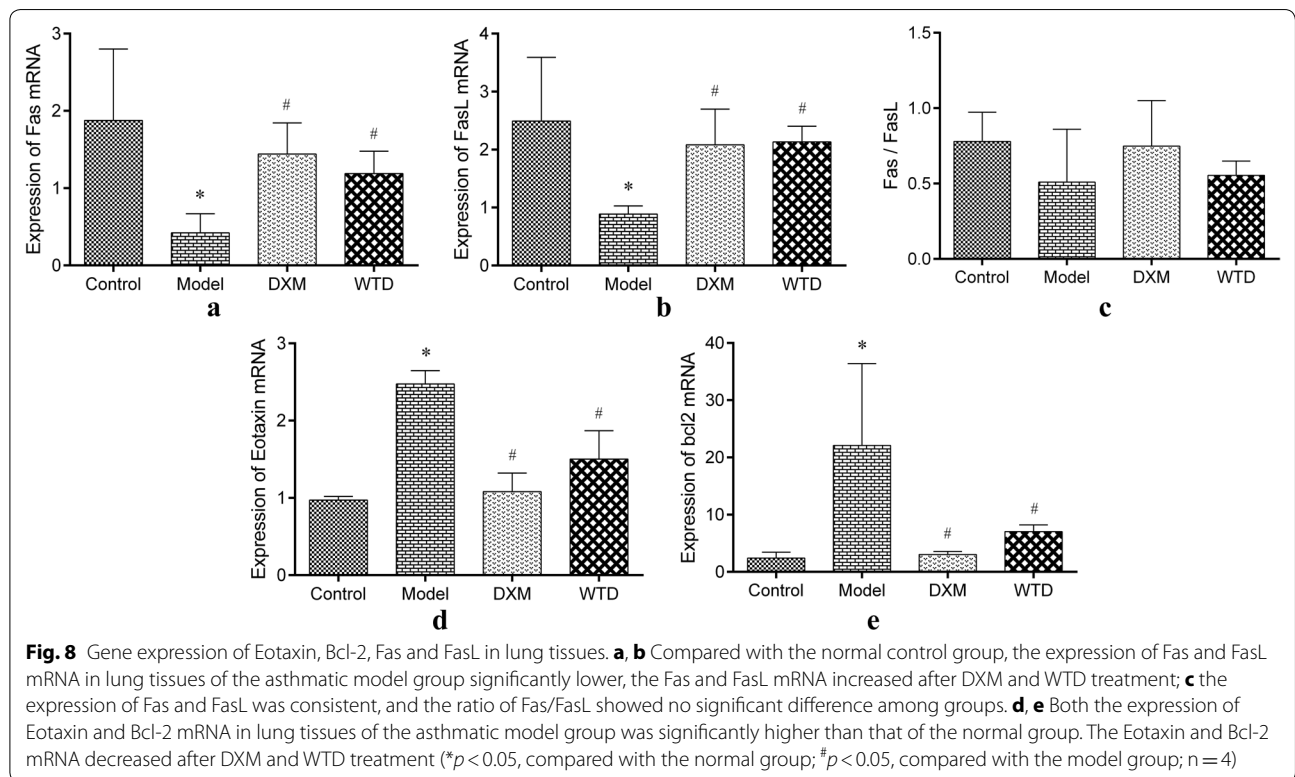 Expression of Fas mRNA
3
2
1
0
*
#
#
Control Model DXM WTD
a
Expression of FasL mRNA
4
3
2
1
0
*
#
#
Control Model DXM WTD
b
Fas / FasL
1.5
1.0
0.5
0.0
Control Model DXM WTD
c
Expression of Eotaxin mRNA
3
2
1
0
*
#
#
Control Model DXM WTD
d
Expression of bcl2 mRNA
40
30
20
10
0
*
#
#
Control Model DXM WTD
e
Fig. 8 Gene expression of Eotaxin, Bcl-2, Fas and FasL in lung tissues. a, b Compared with the normal control group, the expression of Fas and FasL
mRNA in lung tissues of the asthmatic model group significantly lower, the Fas and FasL mRNA increased after DXM and WTD treatment; c the
expression of Fas and FasL was consistent, and the ratio of Fas/FasL showed no significant difference among groups. d, e Both the expression of
Eotaxin and Bcl-2 mRNA in lung tissues of the asthmatic model group was significantly higher than that of the normal group. The Eotaxin and Bcl-2
mRNA decreased after DXM and WTD treatment (*p < 0.05, compared with the normal group; #p < 0.05, compared with the model group; n = 4)